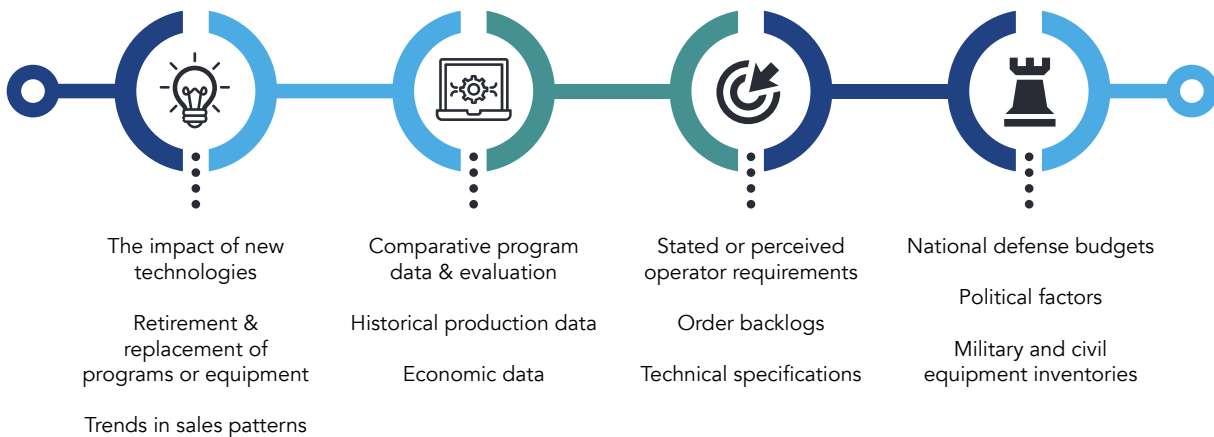 The impact of new
technologies
Retirement &
replacement of
programs or equipment
Trends in sales patterns
Comparative program
data & evaluation
Historical production data
Economic data
Stated or perceived
operator requirements
Order backlogs
Technical specifications
National defense budgets
Political factors
Military and civil
equipment inventories